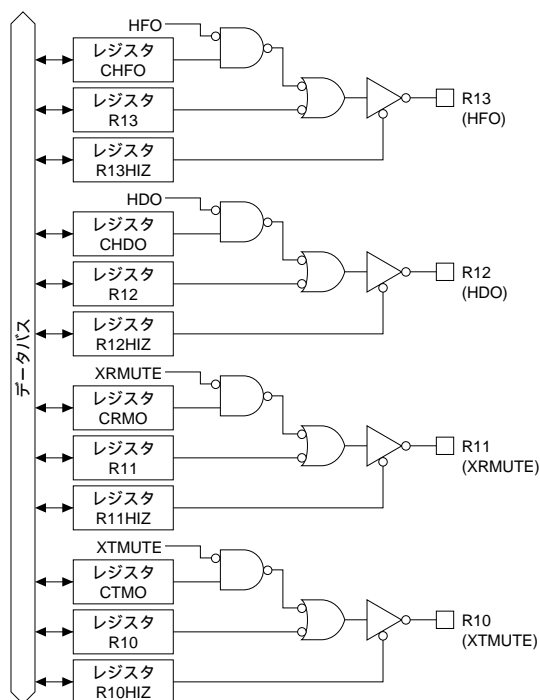 HFO
レジスタ
CHFO
レジスタ
R13
レジスタ
R13HIZ
R13
(HFO)
HDO
レジスタ
CHDO
レジスタ
R12
レジスタ
R12HIZ
R12
(HDO)
データバス
XRMUTE
レジスタ
CRMO
レジスタ
R11
レジスタ
R11HIZ
R11
(XRMUTE)
XTMUTE
レジスタ
CTMO
レジスタ
R10
レジスタ
R10HIZ
R10
(XTMUTE)